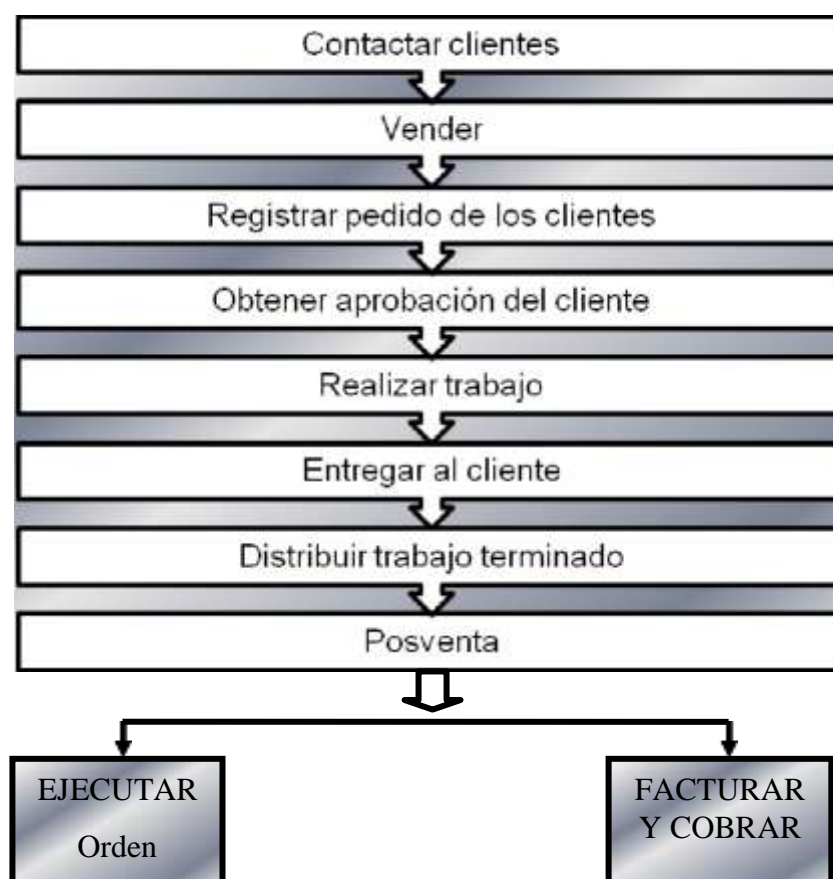 Contactar clientes
Vender
Registrar pedido de los clientes
Obtener aprobación del cliente
Realizar trabajo
Entregar al cliente
Distribuir trabajo terminado
Posventa
EJECUTAR
Orden
FACTURAR
Y COBRAR